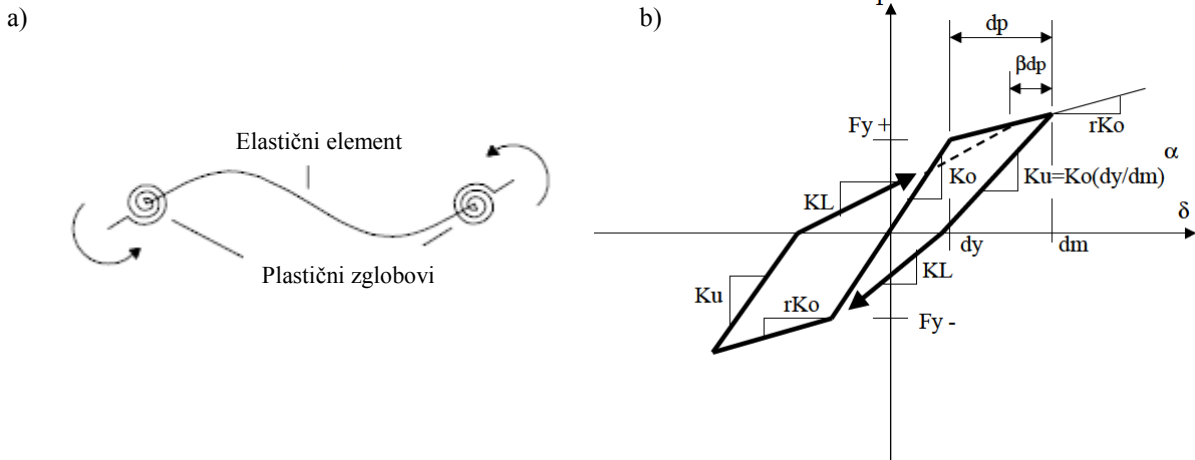 a)
Elastični element
Plastični zglobovi
b)
dp
βdp
Fy +
rKo
α
Ko
Ku=Ko(dy/dm)
KL
δ
dy
dm
KL
Ku
rKo
Fy -